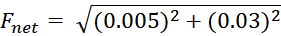 F_net = √((0.005)² + (0.03)²)